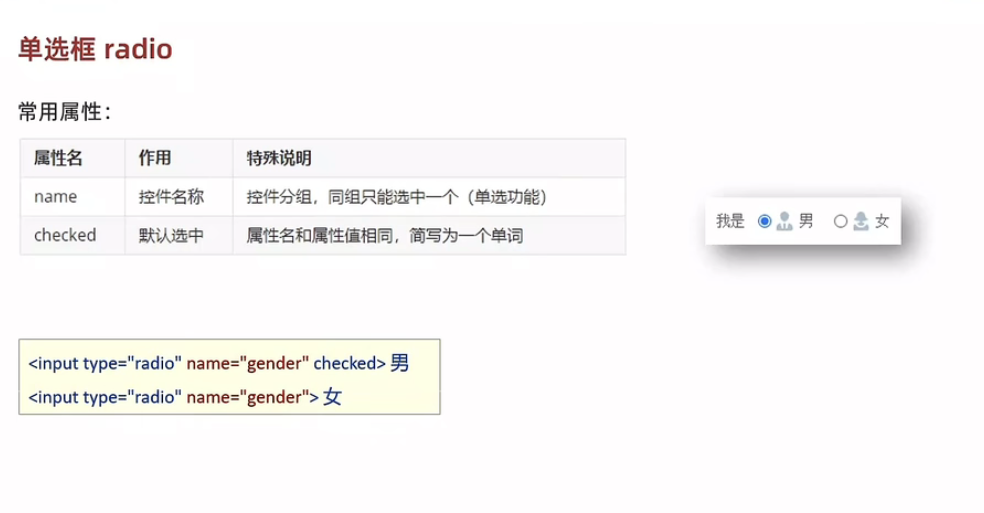 单选框 radio
常用属性：
属性名 作用 特殊说明
name 控件名称 控件分组，同组只能选中一个（单选功能）
checked 默认选中 属性名和属性值相同，简写为一个单词
我是 男 女
<input type="radio" name="gender" checked> 男
<input type="radio" name="gender"> 女